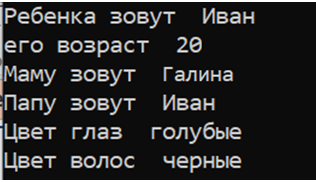 Ребенка зовут  Иван
его возраст  20
Маму зовут  Галина
Папу зовут  Иван
Цвет глаз  голубые
Цвет волос  черные